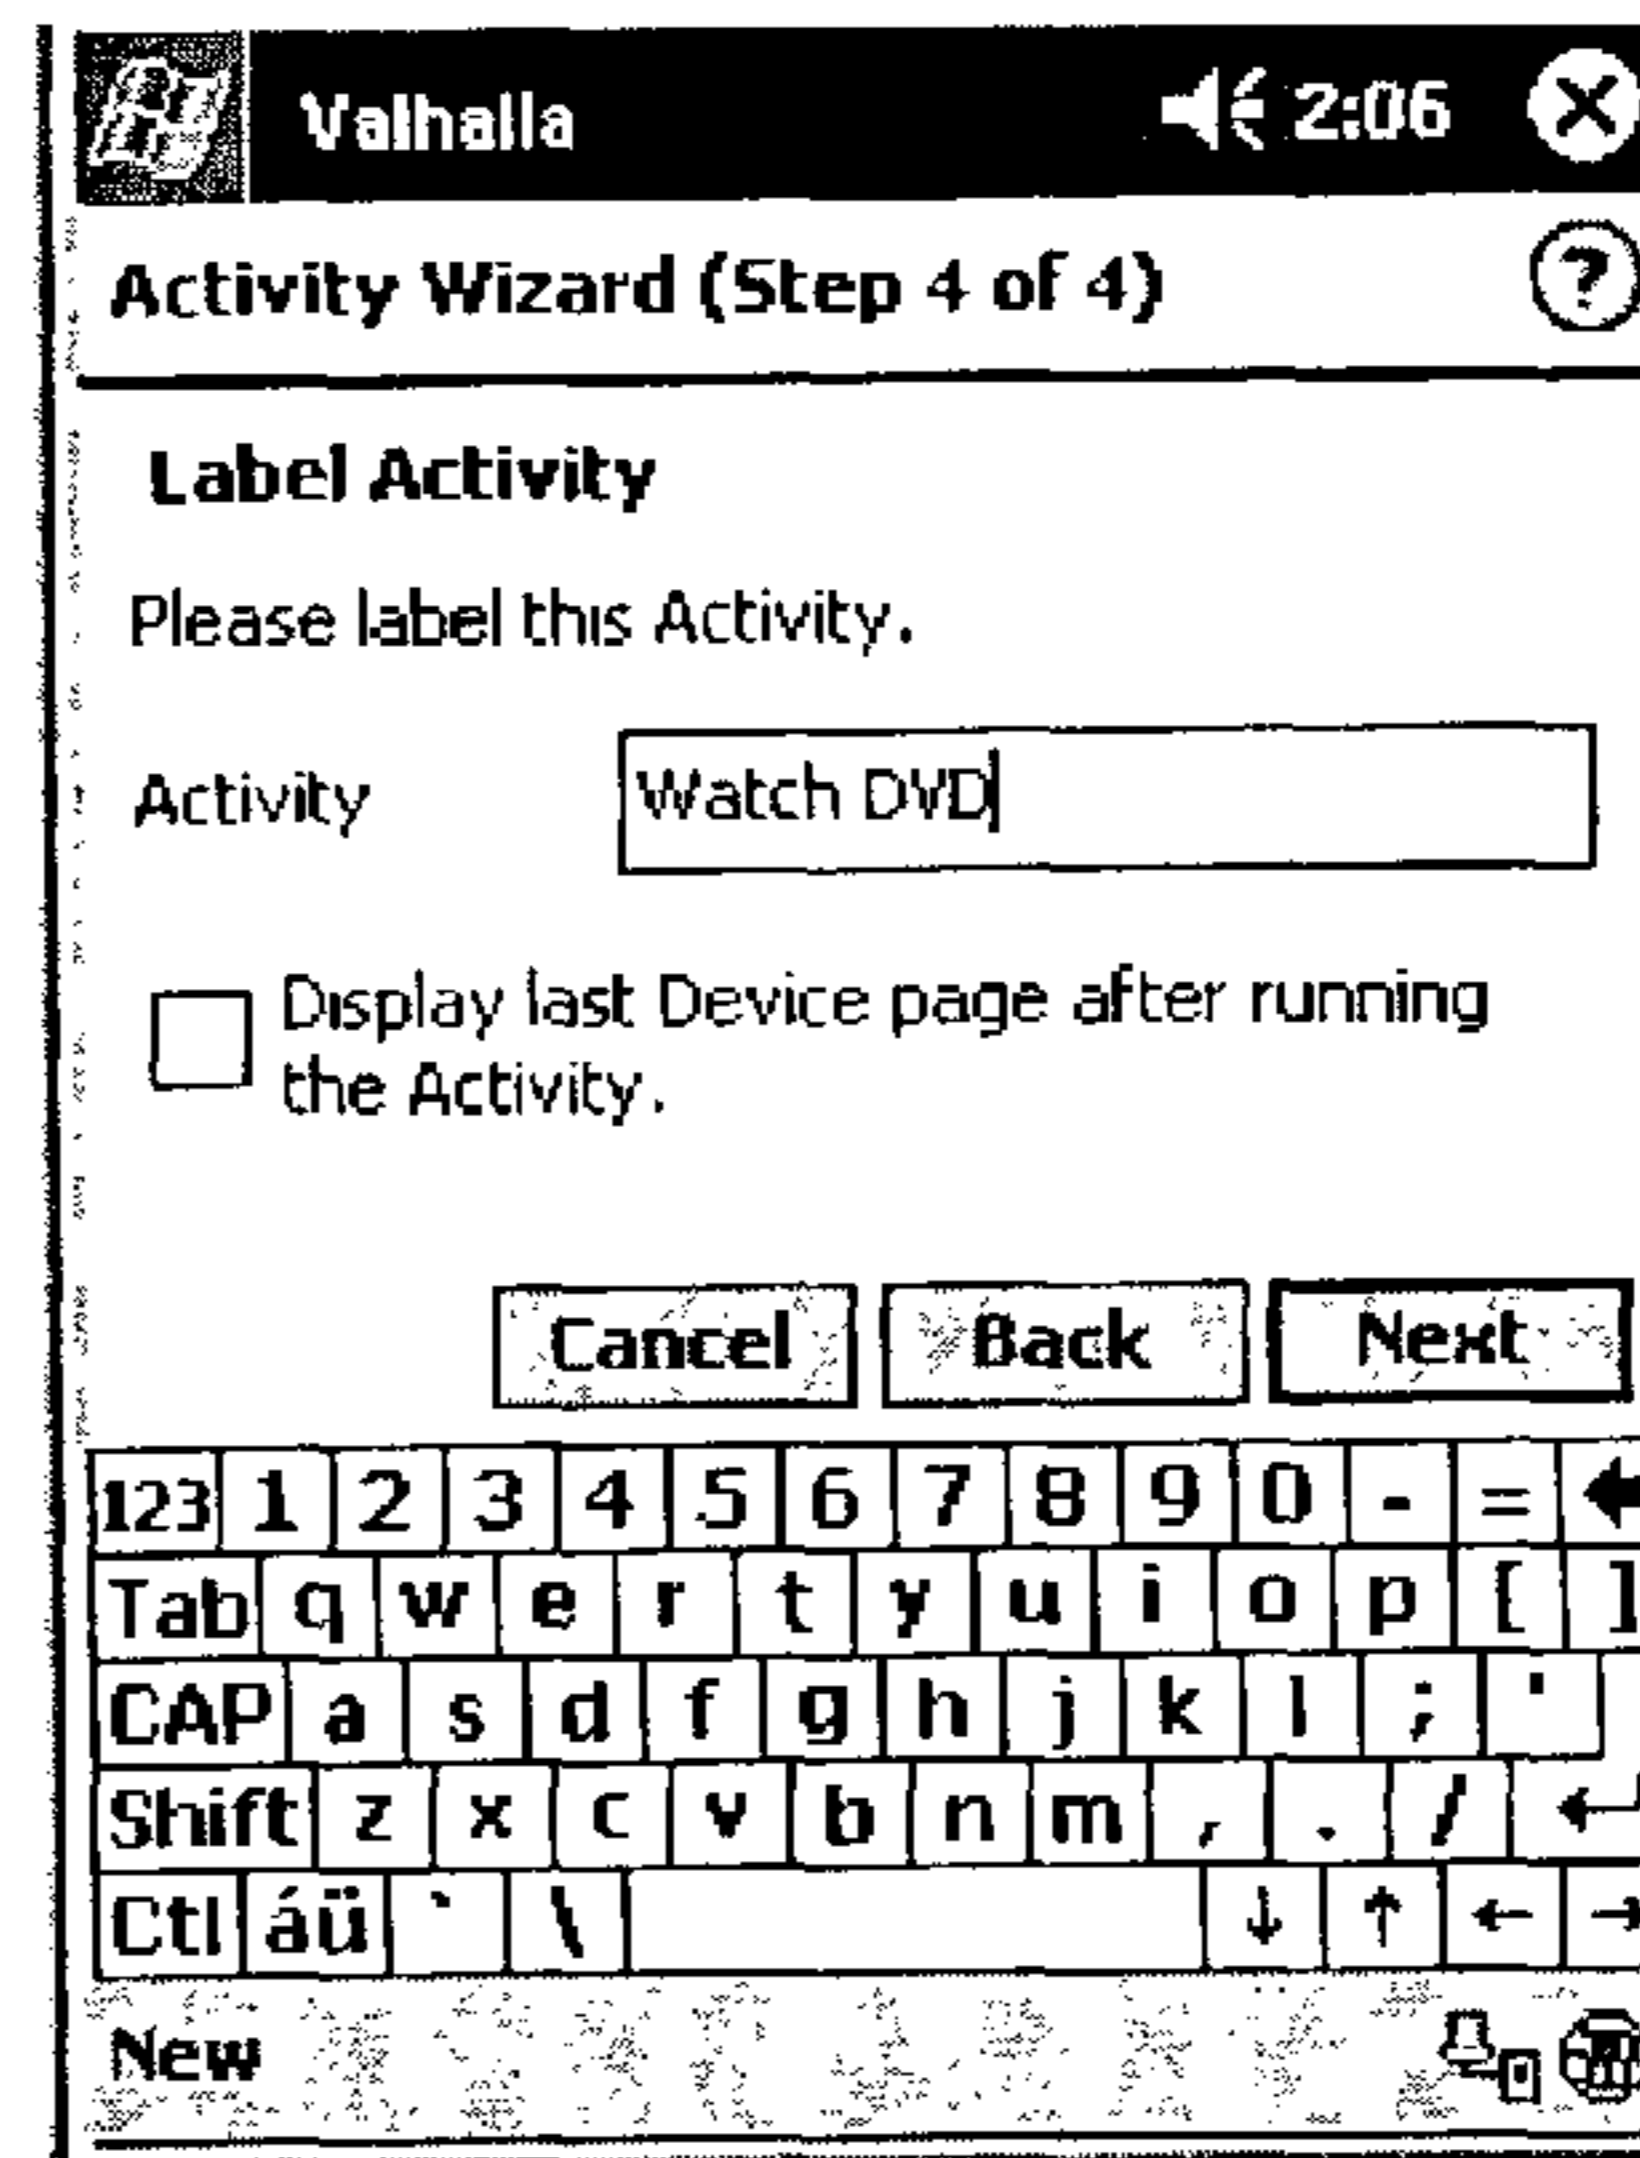 Valhalla 2:06
Activity Wizard (Step 4 of 4) ?
Label Activity
Please label this Activity.
Activity Watch DVD
Display last Device page after running
the Activity.
Cancel Back Next
123 1 2 3 4 5 6 7 8 9 0 - =
Tab q w e r t y u i o p [ ]
CAP a s d f g h j k l ; '
Shift z x c v b n m , . /
Ctl áü ` \
New